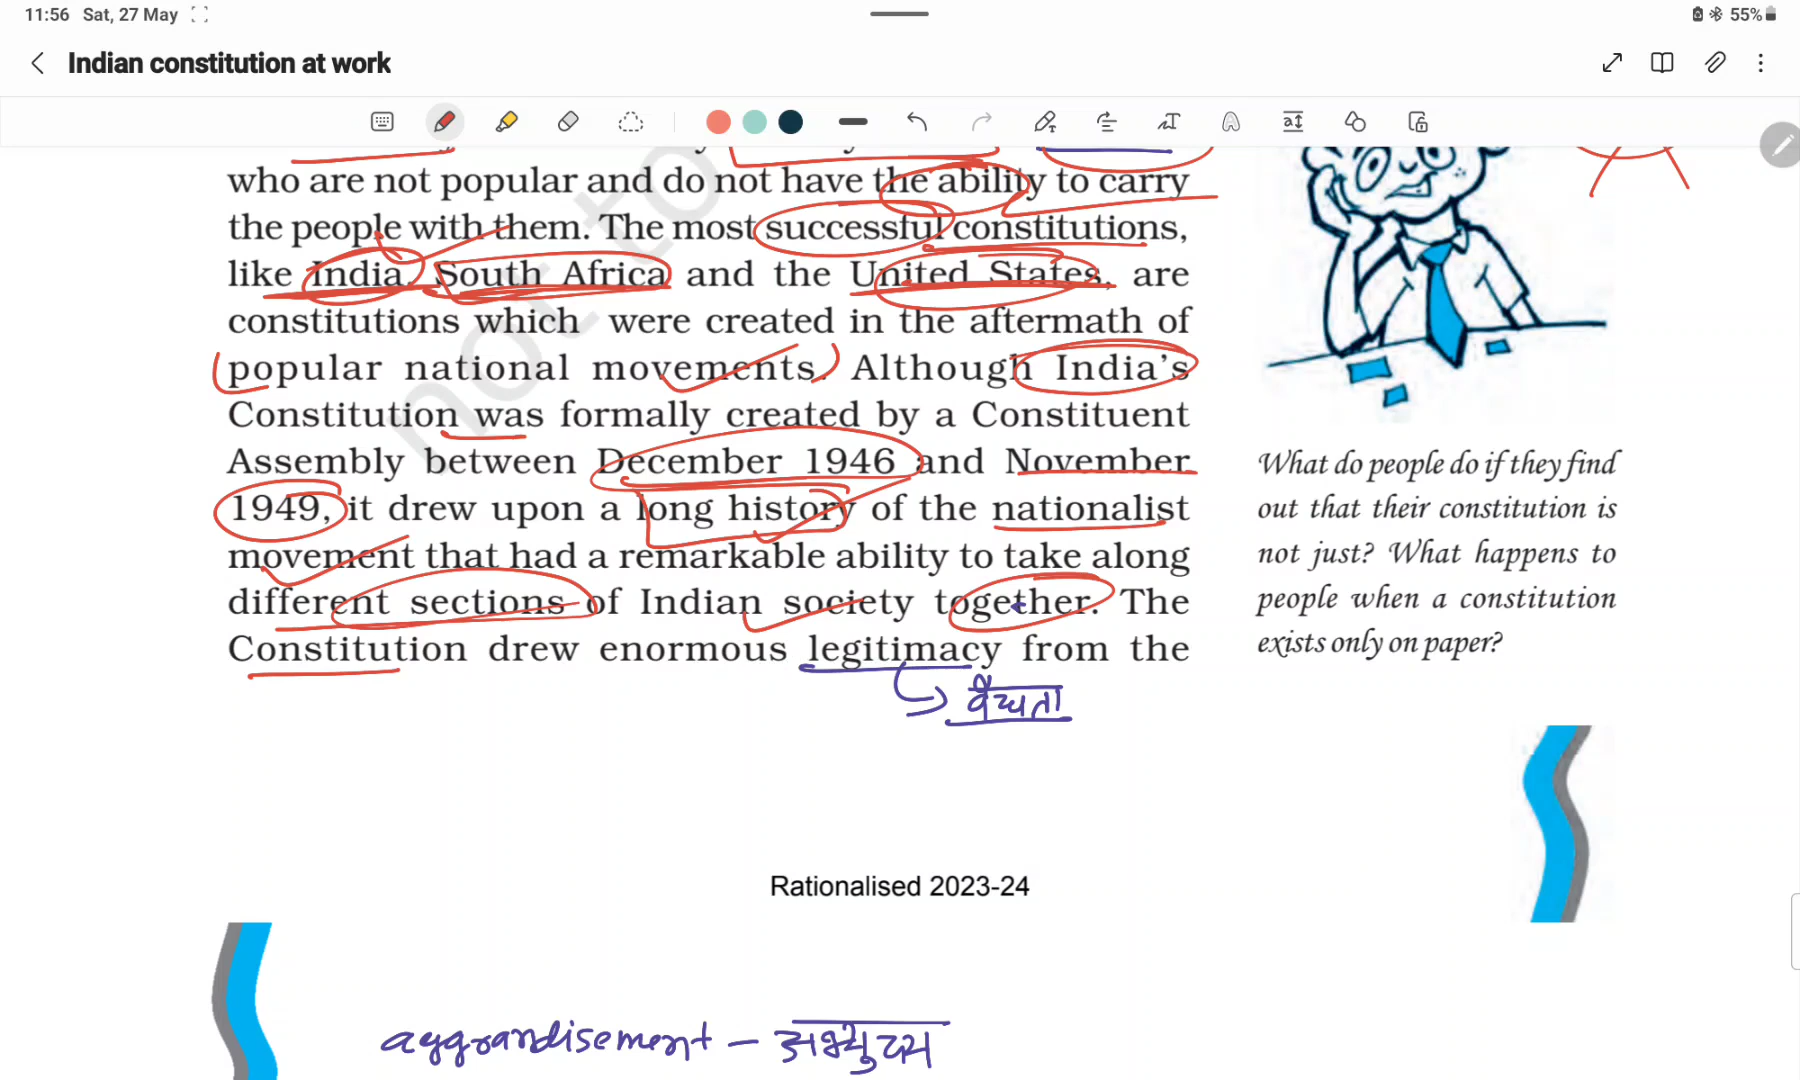 11:56 Sat, 27 May
55%
Indian constitution at work
who are not popular and do not have the ability to carry
the people with them. The most successful constitutions,
like India, South Africa and the United States, are
constitutions which were created in the aftermath of
popular national movements. Although India's
Constitution was formally created by a Constituent
Assembly between December 1946 and November
1949, it drew upon a long history of the nationalist
movement that had a remarkable ability to take along
different sections of Indian society together. The
Constitution drew enormous legitimacy from the
वैधता
not to
What do people do if they find
out that their constitution is
not just? What happens to
people when a constitution
exists only on paper?
Rationalised 2023-24
aggrandisement – अभ्युदय